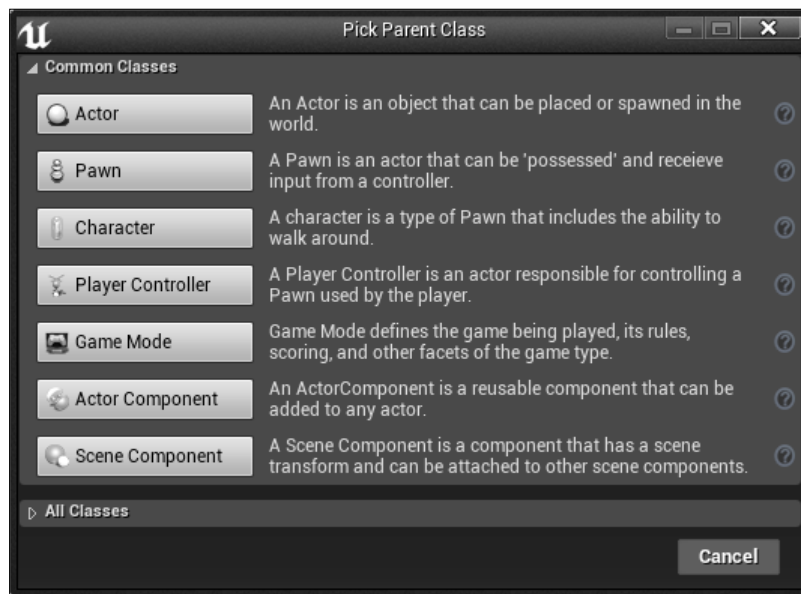 Pick Parent Class
Common Classes
Actor
An Actor is an object that can be placed or spawned in the
world.
Pawn
A Pawn is an actor that can be 'possessed' and receieve
input from a controller.
Character
A character is a type of Pawn that includes the ability to
walk around.
Player Controller
A Player Controller is an actor responsible for controlling a
Pawn used by the player.
Game Mode
Game Mode defines the game being played, its rules,
scoring, and other facets of the game type.
Actor Component
An ActorComponent is a reusable component that can be
added to any actor.
Scene Component
A Scene Component is a component that has a scene
transform and can be attached to other scene components.
All Classes
Cancel